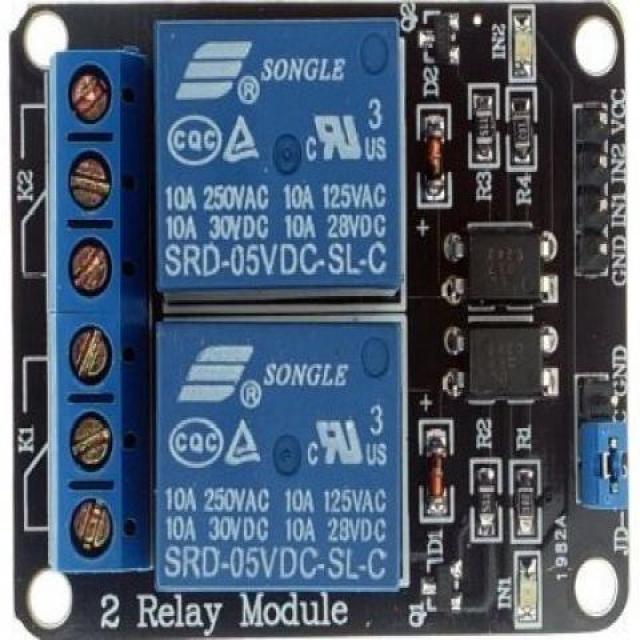 SONGLE
®
CQC
C UR US 3
10A 250VAC 10A 125VAC
10A 30VDC 10A 28VDC
SRD-05VDC-SL-C
SONGLE
®
CQC
C UR US 3
10A 250VAC 10A 125VAC
10A 30VDC 10A 28VDC
SRD-05VDC-SL-C
2 Relay Module
K2
K1
Q2
D2
IN2
R3
R4
+
GND IN1 IN2 VCC
+
R2
R1
D1
Q1
IN1
1982A
GND
JD-